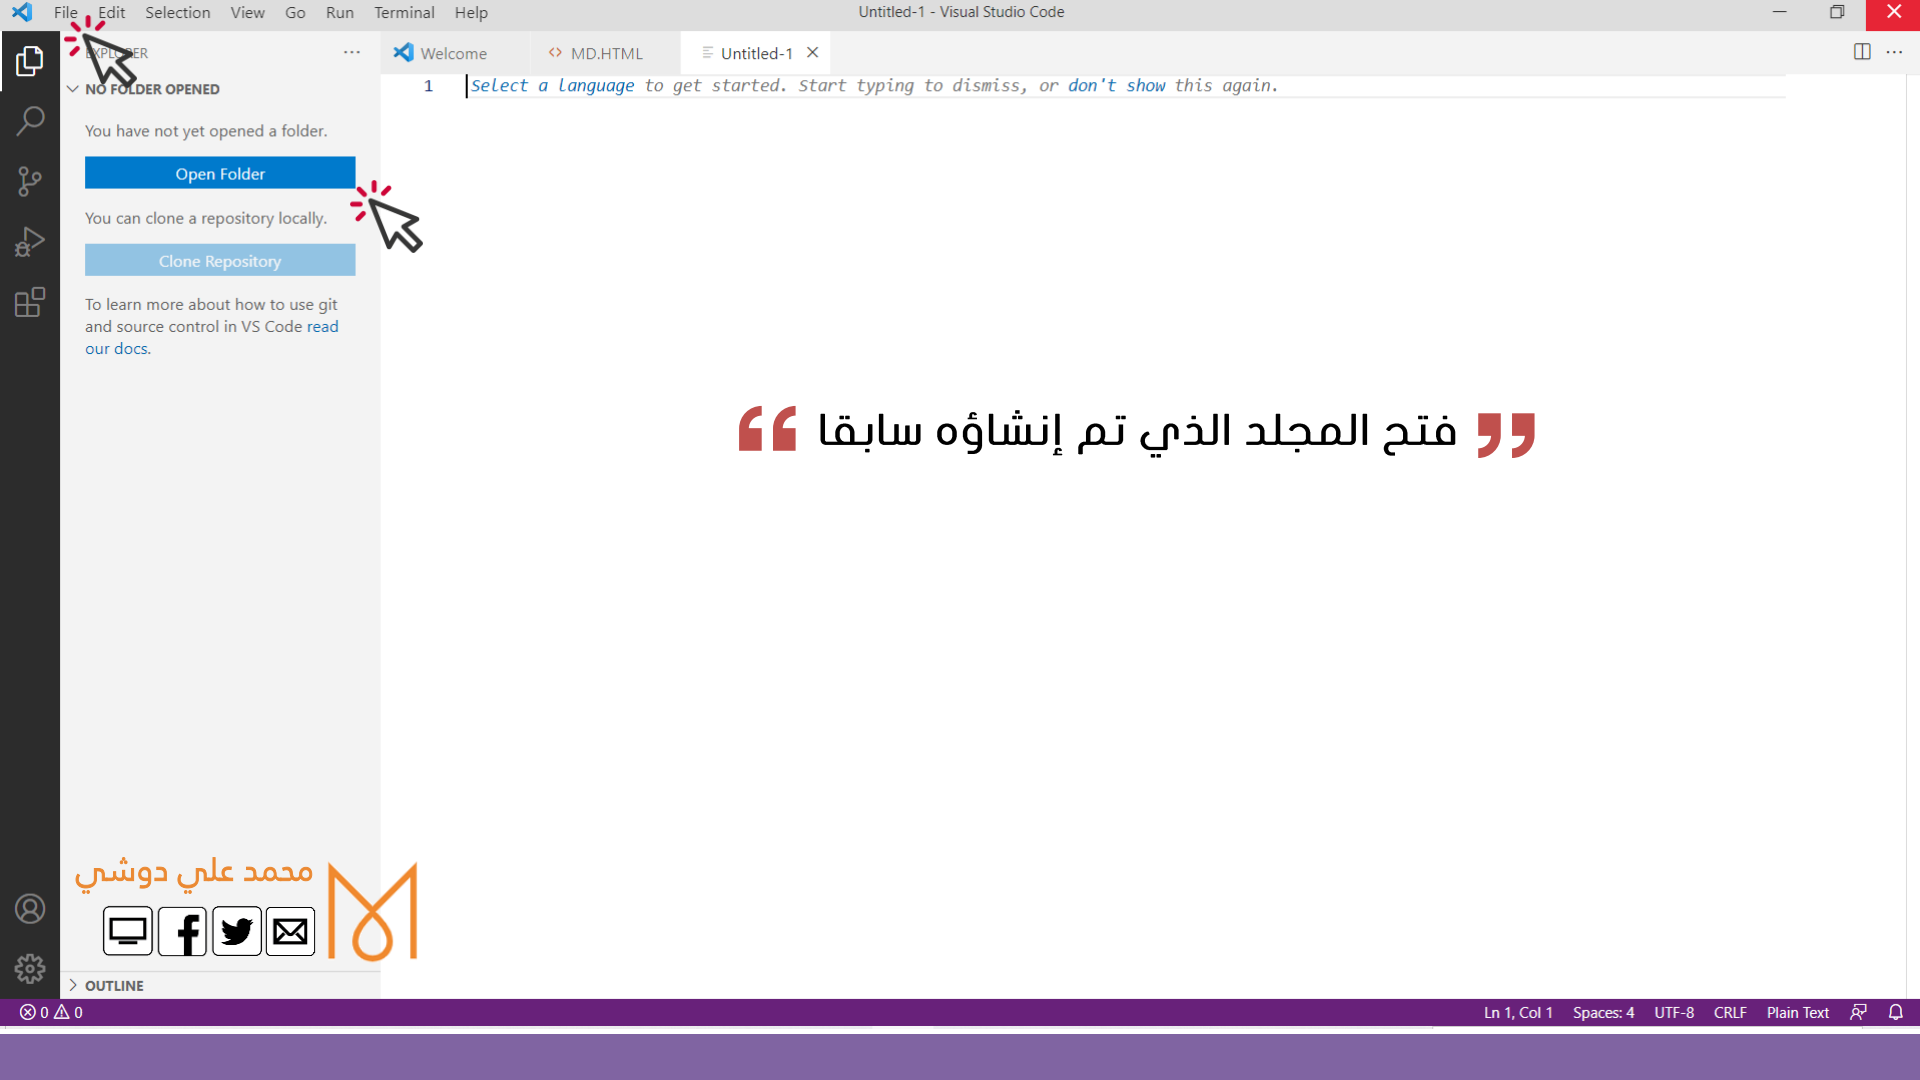 File Edit Selection View Go Run Terminal Help
Untitled-1 - Visual Studio Code
EXPLORER
Welcome
MD.HTML
Untitled-1
NO FOLDER OPENED
1
Select a language to get started. Start typing to dismiss, or don't show this again.
You have not yet opened a folder.
Open Folder
You can clone a repository locally.
Clone Repository
To learn more about how to use git
and source control in VS Code read
our docs.
فتح المجلد الذي تم إنشاؤه سابقا
محمد علي دوشي
OUTLINE
0 0
Ln 1, Col 1 Spaces: 4 UTF-8 CRLF Plain Text